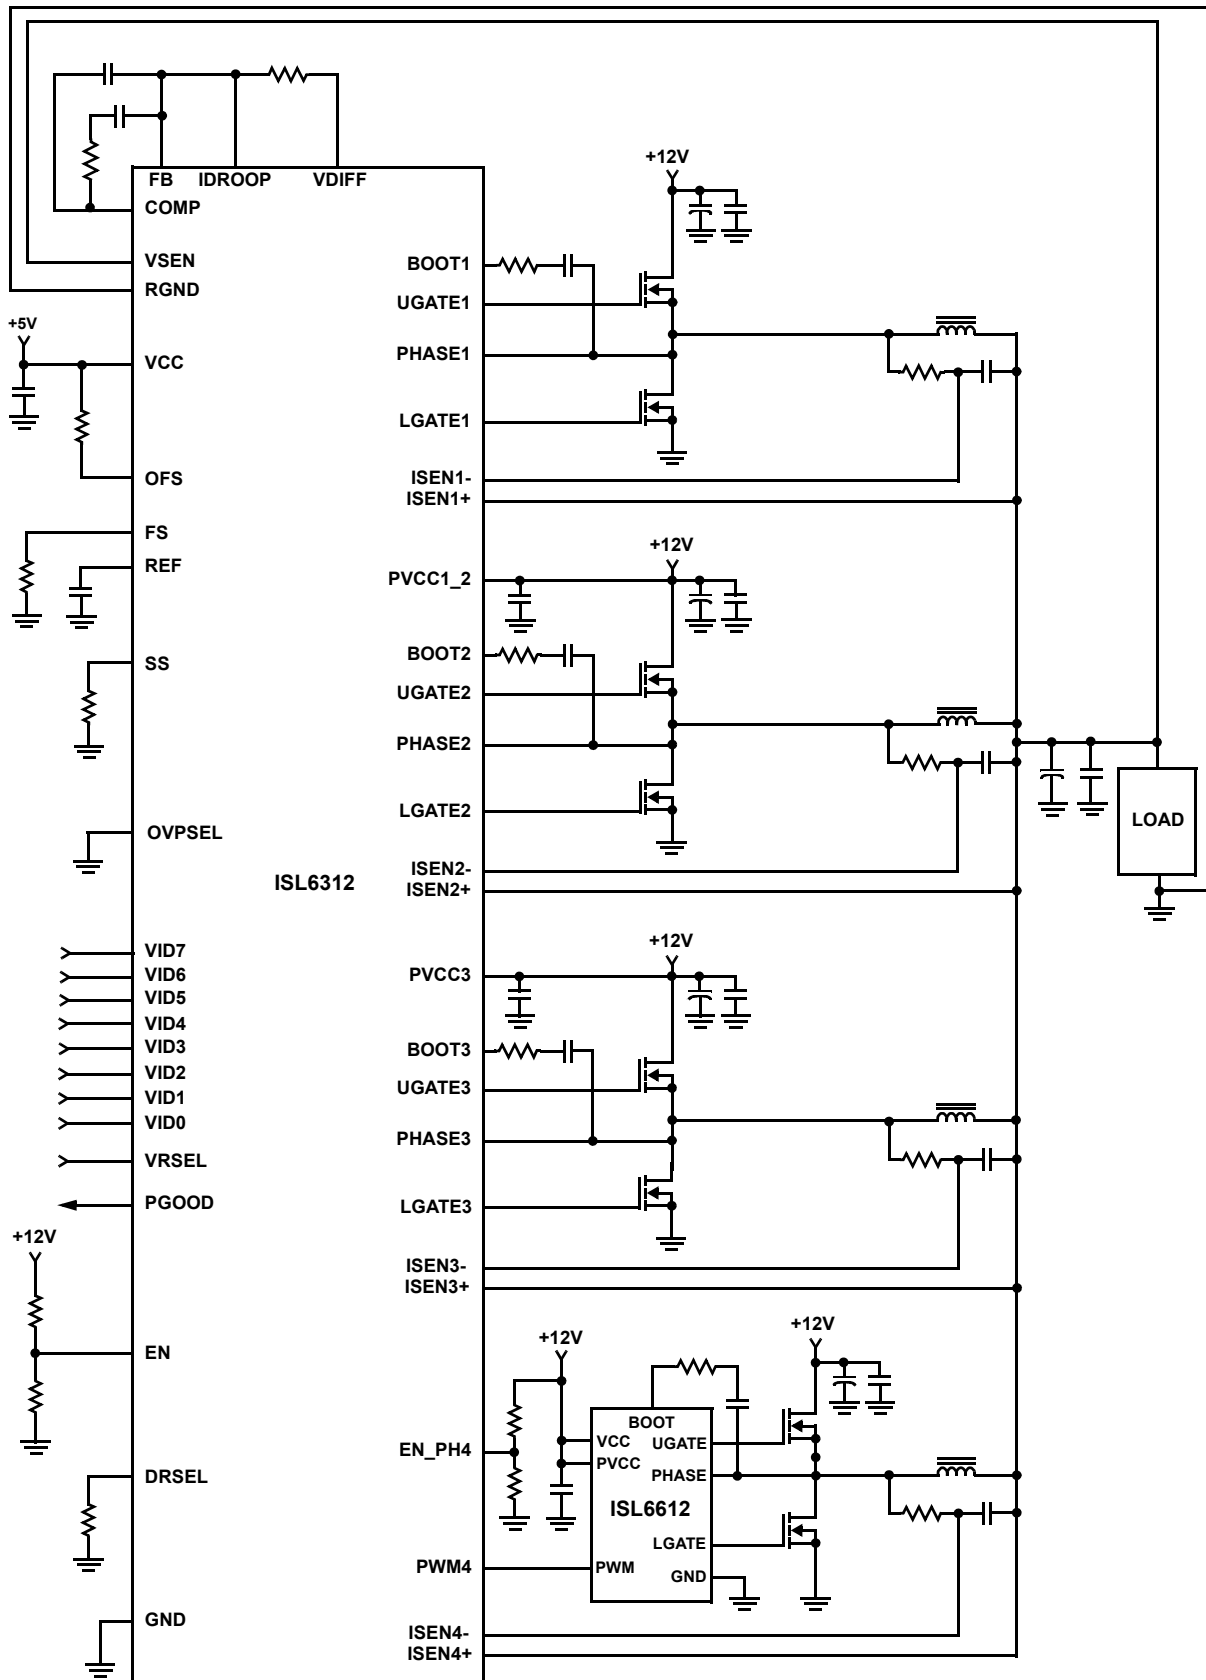 FB IDROOP VDIFF
COMP
VSEN
RGND
+5V
VCC
OFS
FS
REF
SS
OVPSEL
ISL6312
VID7
VID6
VID5
VID4
VID3
VID2
VID1
VID0
VRSEL
PGOOD
+12V
EN
DRSEL
GND
+12V
BOOT1
UGATE1
PHASE1
LGATE1
ISEN1-
ISEN1+
+12V
PVCC1_2
BOOT2
UGATE2
PHASE2
LGATE2
ISEN2-
ISEN2+
LOAD
+12V
PVCC3
BOOT3
UGATE3
PHASE3
LGATE3
ISEN3-
ISEN3+
+12V
+12V
EN_PH4
PWM4
BOOT
VCC
UGATE
PVCC
PHASE
ISL6612
LGATE
PWM
GND
ISEN4-
ISEN4+